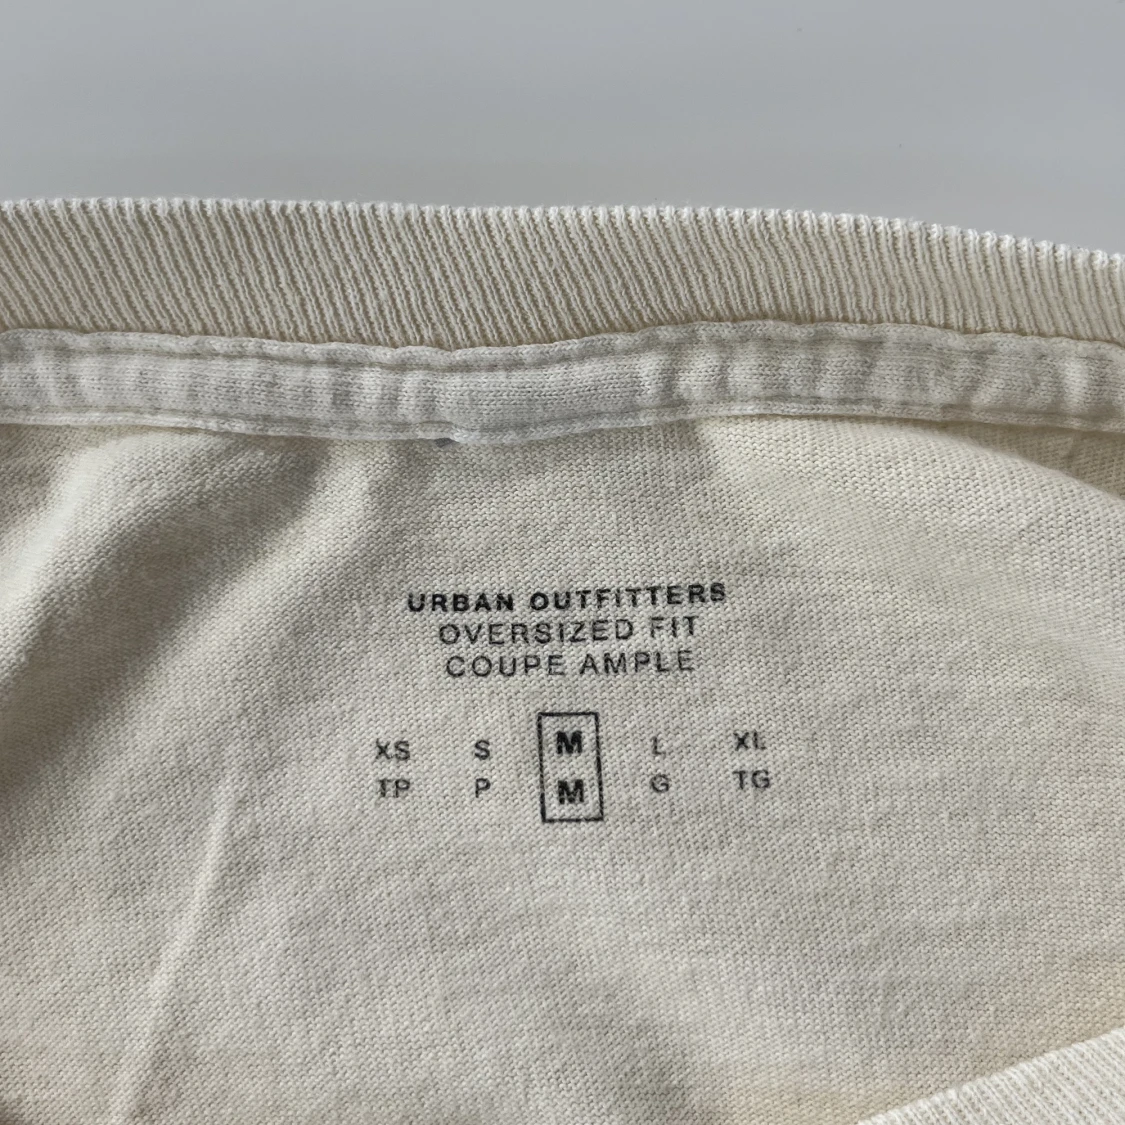 URBAN OUTFITTERS
OVERSIZED FIT
COUPE AMPLE
XS S M L XL
TP P M G TG